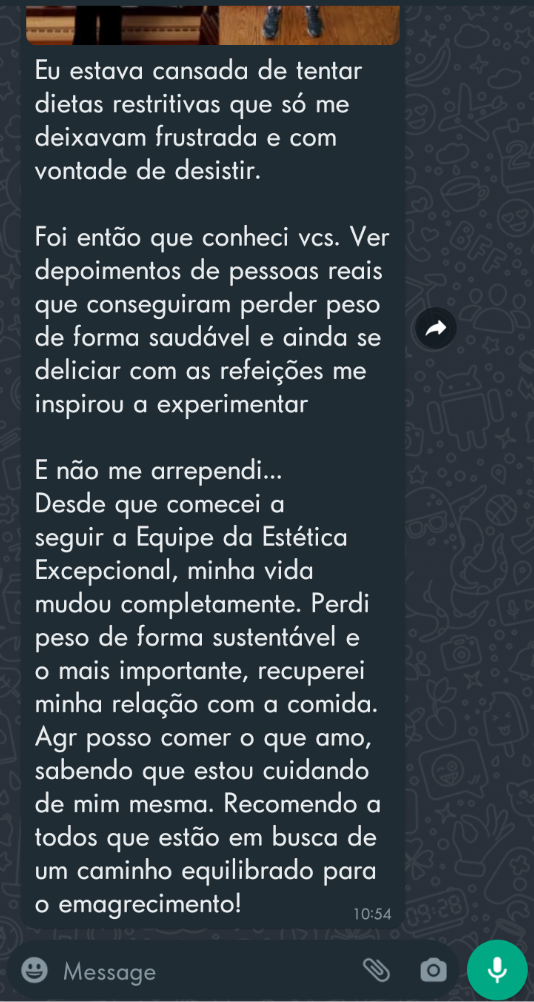 Eu estava cansada de tentar
dietas restritivas que só me
deixavam frustrada e com
vontade de desistir.
Foi então que conheci vcs. Ver
depoimentos de pessoas reais
que conseguiram perder peso
de forma saudável e ainda se
deliciar com as refeições me
inspirou a experimentar
E não me arrependi...
Desde que comecei a
seguir a Equipe da Estética
Excepcional, minha vida
mudou completamente. Perdi
peso de forma sustentável e
o mais importante, recuperei
minha relação com a comida.
Agr posso comer o que amo,
sabendo que estou cuidando
de mim mesma. Recomendo a
todos que estão em busca de
um caminho equilibrado para
o emagrecimento!
10:54
Message